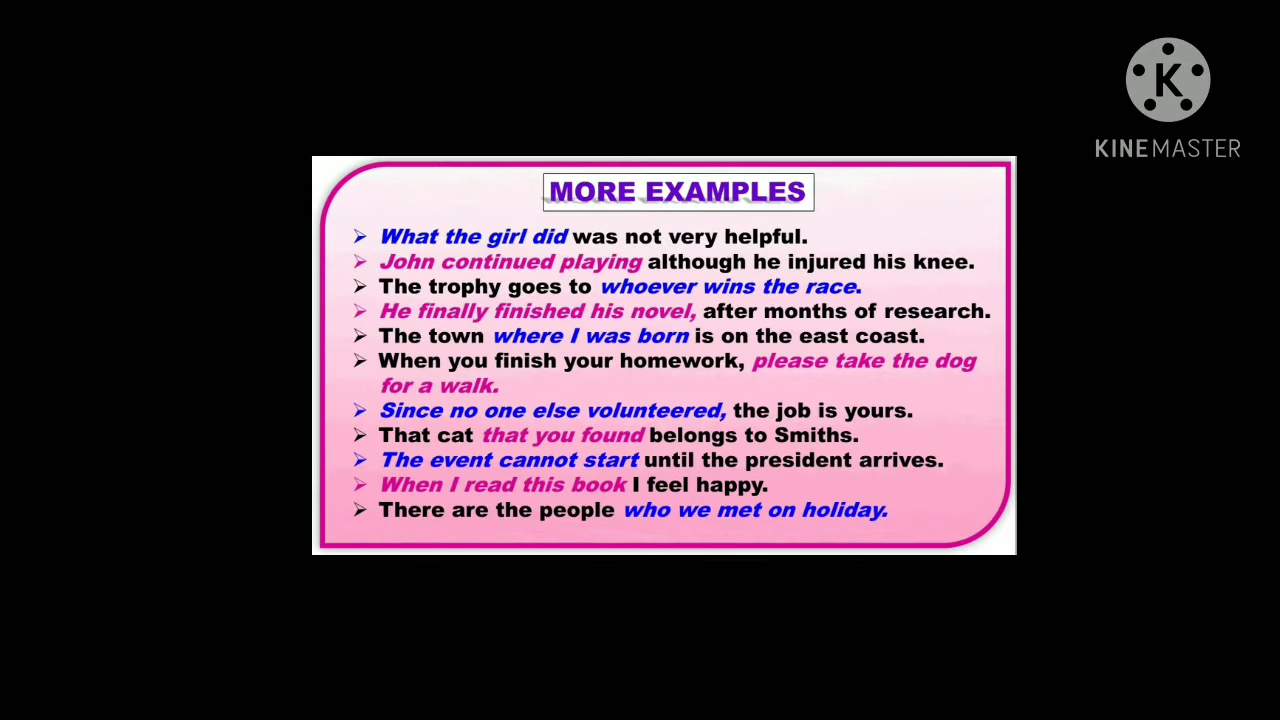 K
KINEMASTER
MORE EXAMPLES
What the girl did was not very helpful.
John continued playing although he injured his knee.
The trophy goes to whoever wins the race.
He finally finished his novel, after months of research.
The town where I was born is on the east coast.
When you finish your homework, please take the dog
for a walk.
Since no one else volunteered, the job is yours.
That cat that you found belongs to Smiths.
The event cannot start until the president arrives.
When I read this book I feel happy.
There are the people who we met on holiday.